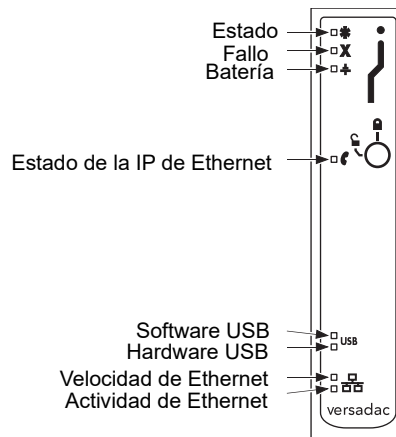 Estado
Fallo
Batería
Estado de la IP de Ethernet
Software USB
Hardware USB
USB
Velocidad de Ethernet
Actividad de Ethernet
versadac